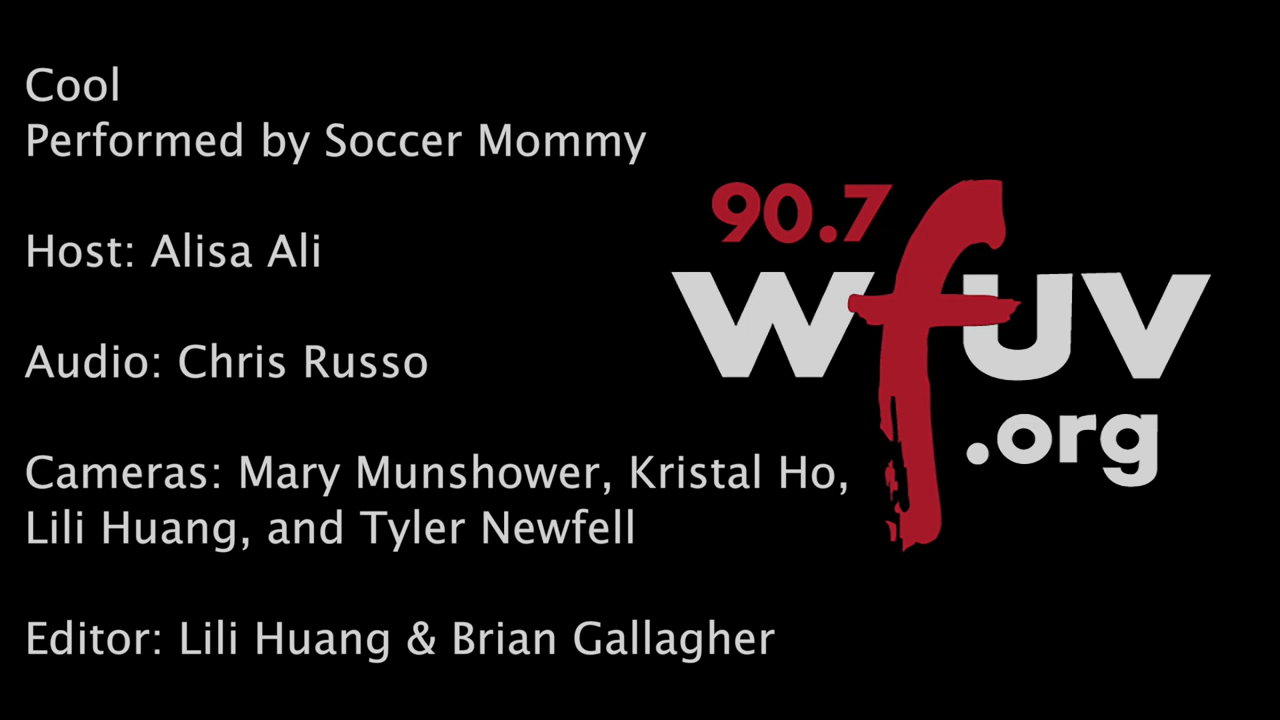 Cool
Performed by Soccer Mommy
Host: Alisa Ali
Audio: Chris Russo
Cameras: Mary Munshower, Kristal Ho,
Lili Huang, and Tyler Newfell
Editor: Lili Huang & Brian Gallagher
90.7
wfuv
.org